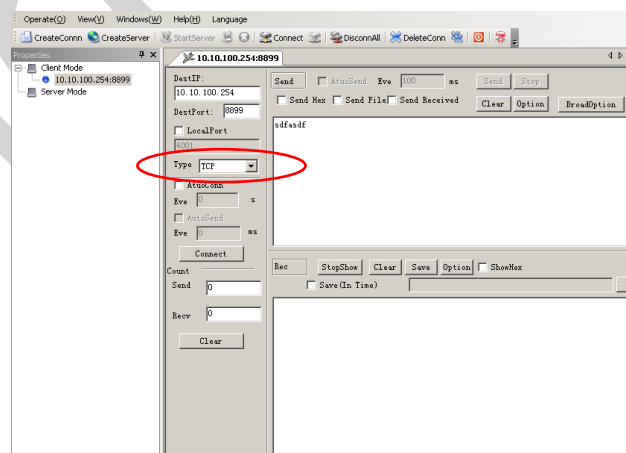 Operate(O) View(V) Windows(W) Help(H) Language
CreateConnn CreateServer StartServer Connect DisconnAll DeleteConn
Properties
Client Mode
10.10.100.254:8899
Server Mode
10.10.100.254:8899
DestIP:
10.10.100.254
DestPort: 8899
LocalPort
4001
Type TCP
AtuoConn
Eve 0 s
AutoSend
Eve 0 ms
Connect
Count
Send 0
Recv 0
Clear
Send AtuoSend Eve 100 ms Send Stop
Send Hex Send File Send Received Clear Option BroadOption
sdfasdf
Rec StopShow Clear Save Option ShowHex
Save(In Time)